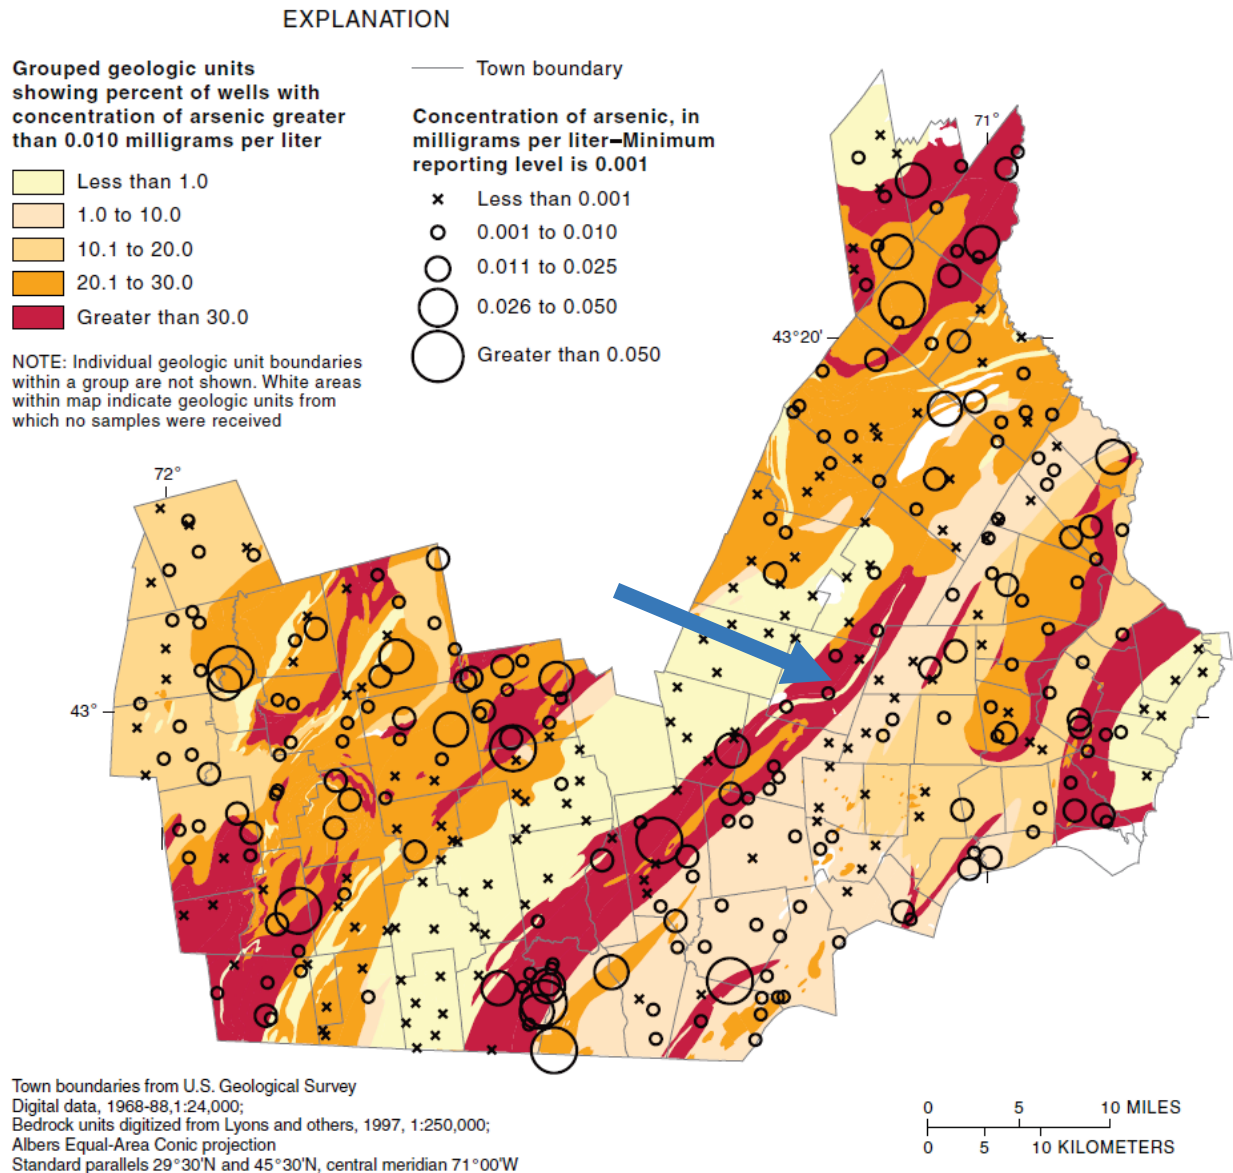 EXPLANATION
Grouped geologic units
showing percent of wells with
concentration of arsenic greater
than 0.010 milligrams per liter
Less than 1.0
1.0 to 10.0
10.1 to 20.0
20.1 to 30.0
Greater than 30.0
NOTE: Individual geologic unit boundaries
within a group are not shown. White areas
within map indicate geologic units from
which no samples were received
Town boundary
Concentration of arsenic, in
milligrams per liter–Minimum
reporting level is 0.001
Less than 0.001
0.001 to 0.010
0.011 to 0.025
0.026 to 0.050
Greater than 0.050
71°
43°20'
72°
43°
Town boundaries from U.S. Geological Survey
Digital data, 1968-88,1:24,000;
Bedrock units digitized from Lyons and others, 1997, 1:250,000;
Albers Equal-Area Conic projection
Standard parallels 29°30'N and 45°30'N, central meridian 71°00'W
0 5 10 MILES
0 5 10 KILOMETERS